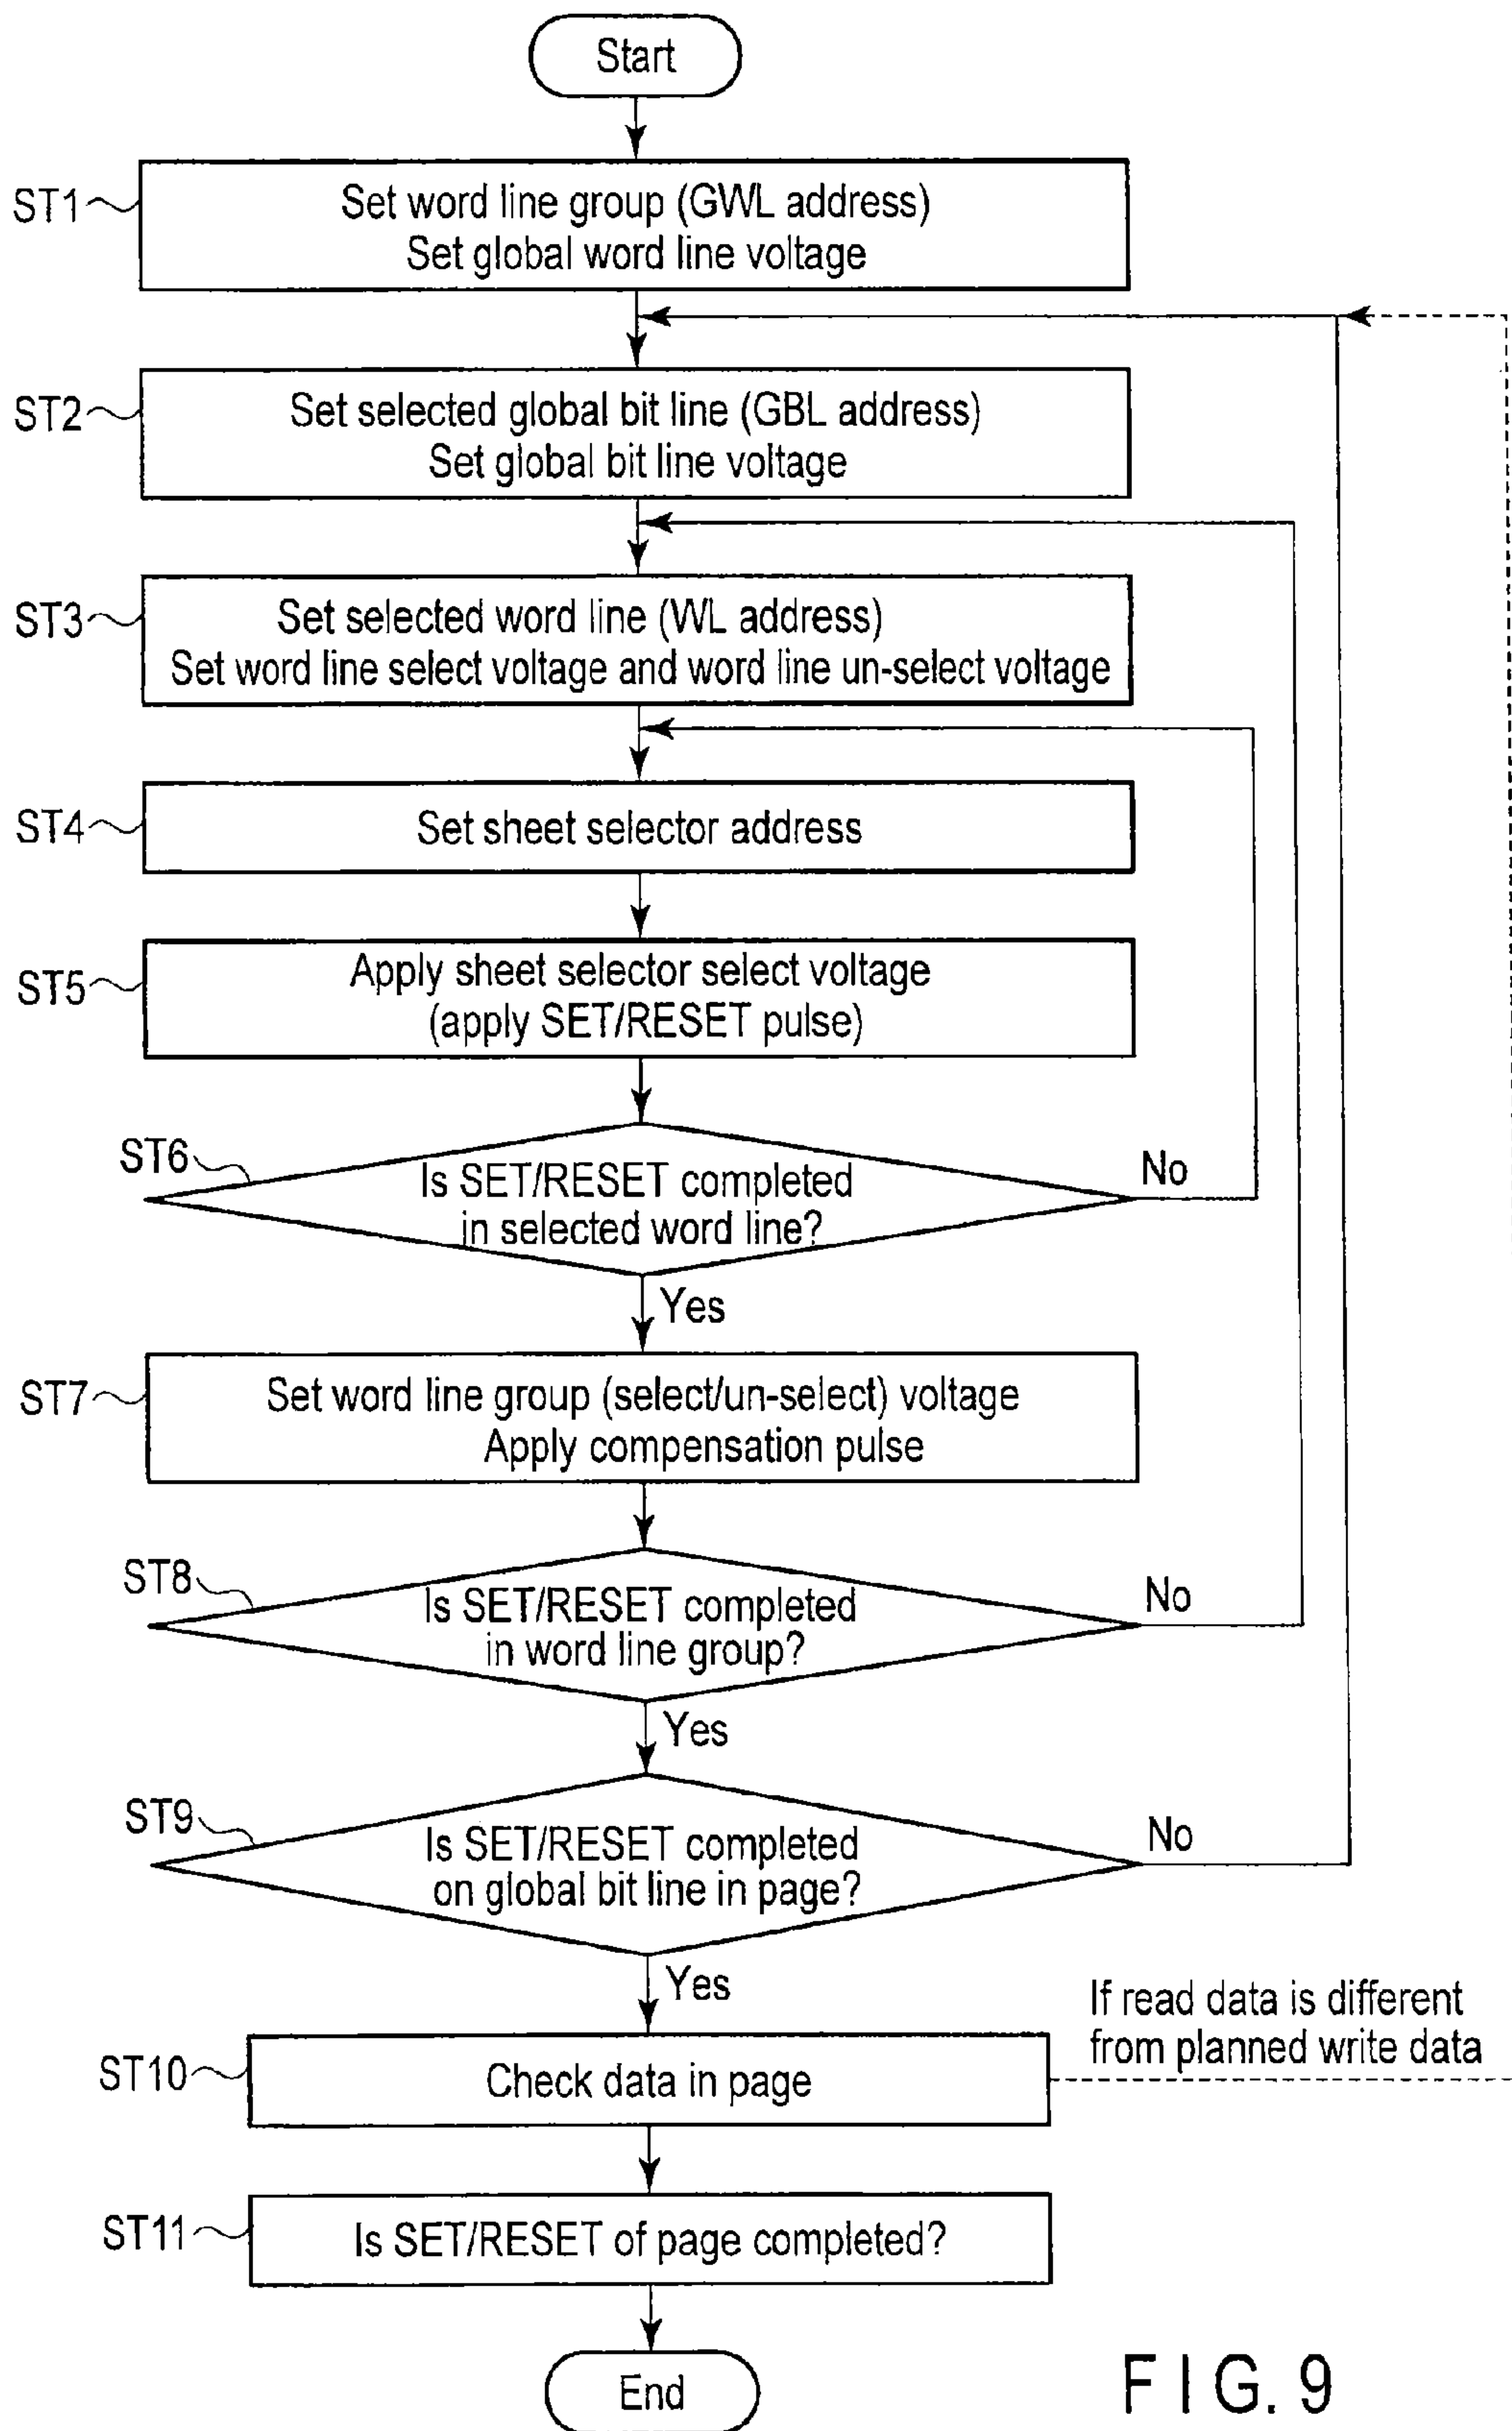 Start
ST1
Set word line group (GWL address)
Set global word line voltage
ST2
Set selected global bit line (GBL address)
Set global bit line voltage
ST3
Set selected word line (WL address)
Set word line select voltage and word line un-select voltage
ST4
Set sheet selector address
ST5
Apply sheet selector select voltage
(apply SET/RESET pulse)
ST6
Is SET/RESET completed
in selected word line?
No
Yes
ST7
Set word line group (select/un-select) voltage
Apply compensation pulse
ST8
Is SET/RESET completed
in word line group?
No
Yes
ST9
Is SET/RESET completed
on global bit line in page?
No
Yes
If read data is different
from planned write data
ST10
Check data in page
ST11
Is SET/RESET of page completed?
End
FIG. 9